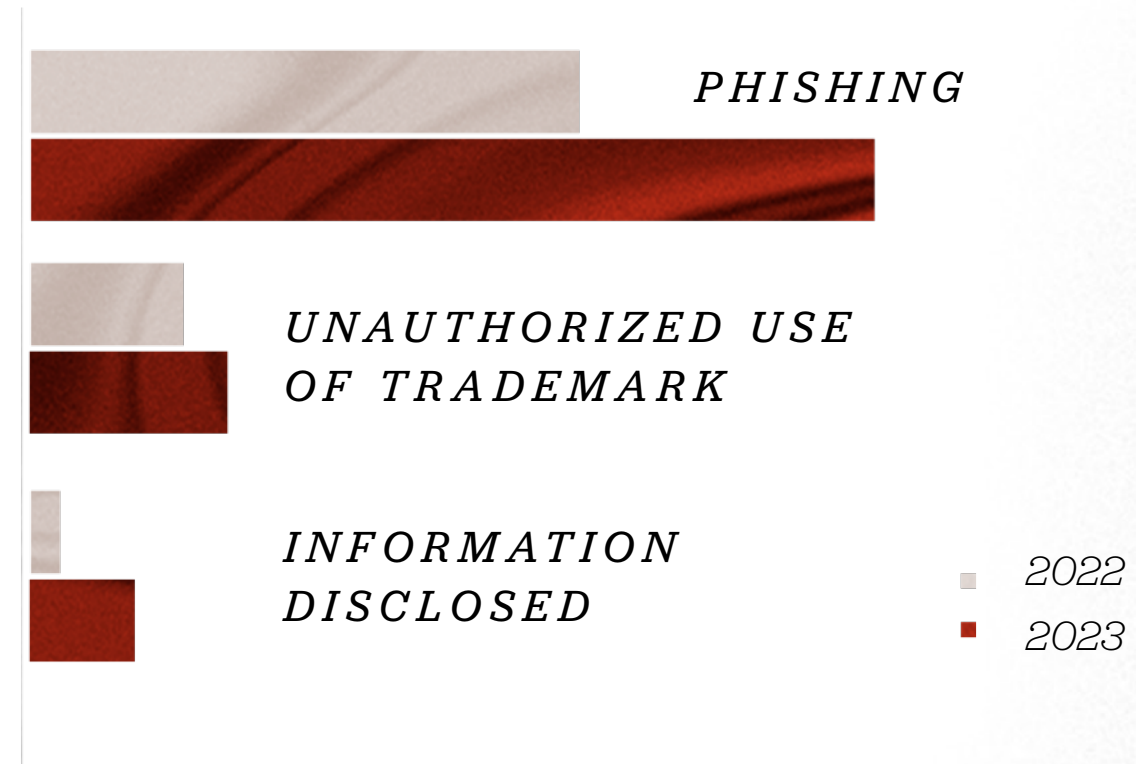 PHISHING
UNAUTHORIZED USE
OF TRADEMARK
INFORMATION
DISCLOSED
2022
2023